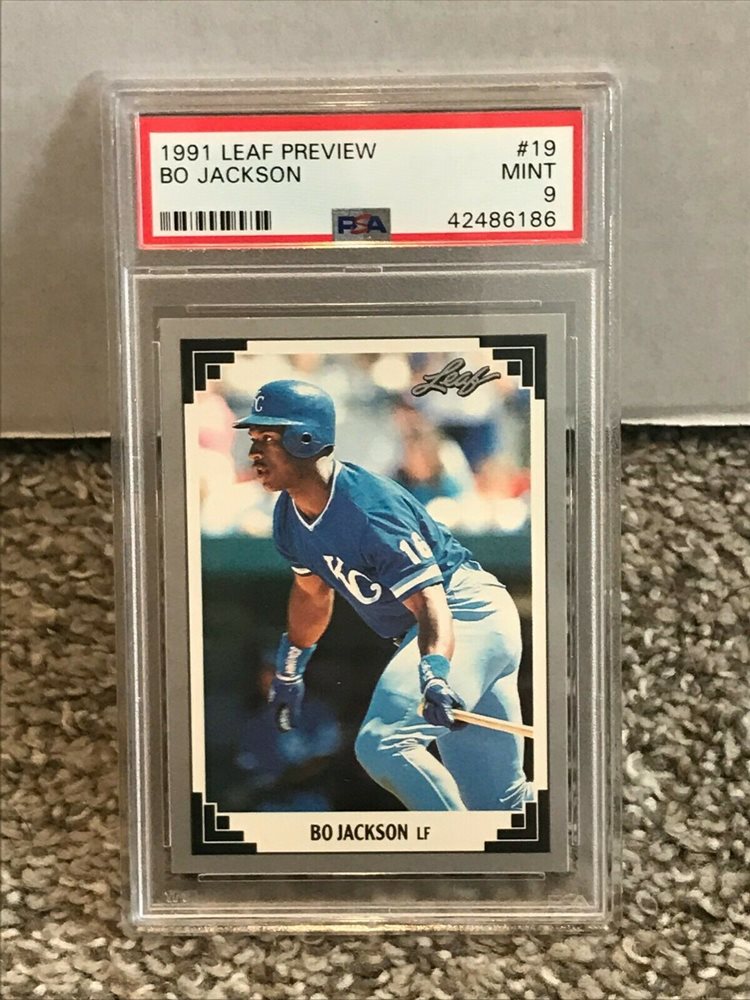 1991 LEAF PREVIEW #19
BO JACKSON MINT
9
PSA 42486186
Leaf
KC
16
KC
BO JACKSON LF